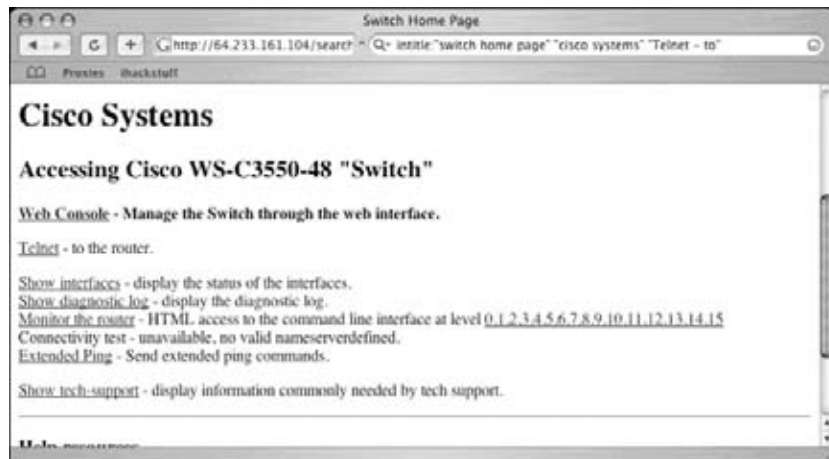 Switch Home Page
http://64.233.161.104/search
intitle:"switch home page" "cisco systems" "Telnet - to"
Proxies ihackstuff
Cisco Systems
Accessing Cisco WS-C3550-48 "Switch"
Web Console - Manage the Switch through the web interface.
Telnet - to the router.
Show interfaces - display the status of the interfaces.
Show diagnostic log - display the diagnostic log.
Monitor the router - HTML access to the command line interface at level 0,1,2,3,4,5,6,7,8,9,10,11,12,13,14,15
Connectivity test - unavailable, no valid nameserverdefined.
Extended Ping - Send extended ping commands.
Show tech-support - display information commonly needed by tech support.